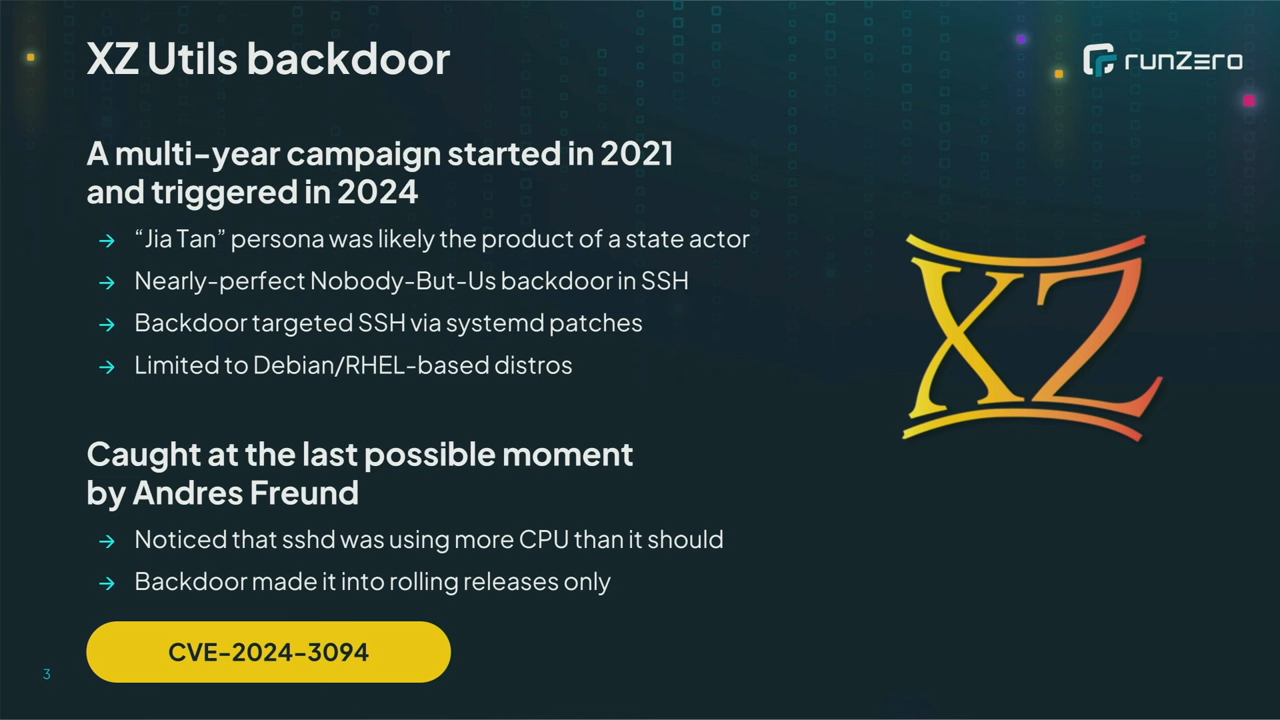 XZ Utils backdoor
runZero
A multi-year campaign started in 2021
and triggered in 2024
→ “Jia Tan” persona was likely the product of a state actor
→ Nearly-perfect Nobody-But-Us backdoor in SSH
→ Backdoor targeted SSH via systemd patches
→ Limited to Debian/RHEL-based distros
XZ
Caught at the last possible moment
by Andres Freund
→ Noticed that sshd was using more CPU than it should
→ Backdoor made it into rolling releases only
CVE-2024-3094
3